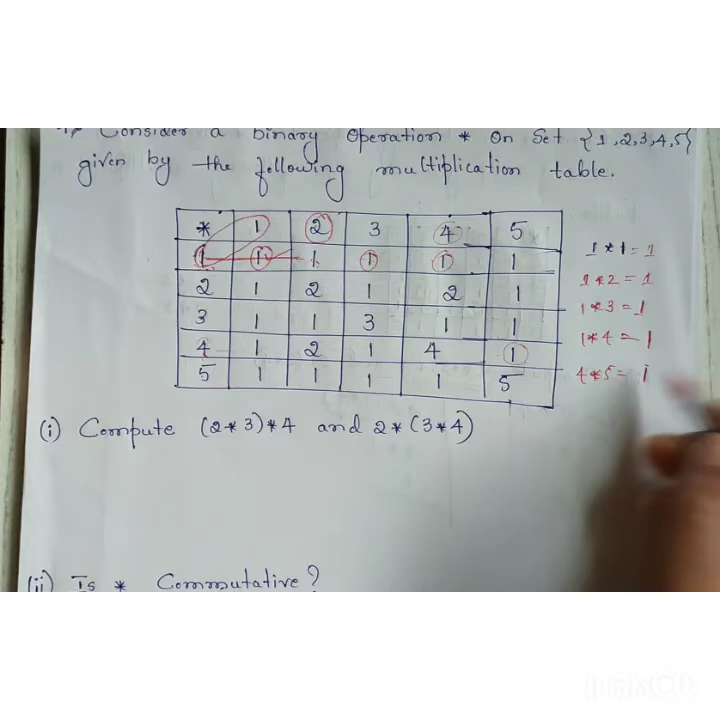 Consider a binary Operation * On Set {1,2,3,4,5}
given by the following multiplication table.
* 1 2 3 4 5
1 1 1 1 1 1
2 1 2 1 2 1
3 1 1 3 1 1
4 1 2 1 4 1
5 1 1 1 1 5
1 * 1 = 1
1 * 2 = 1
1 * 3 = 1
1 * 4 = 1
4 * 5 = 1
(i) Compute (2*3)*4 and 2*(3*4)
(ii) Is * Commutative?